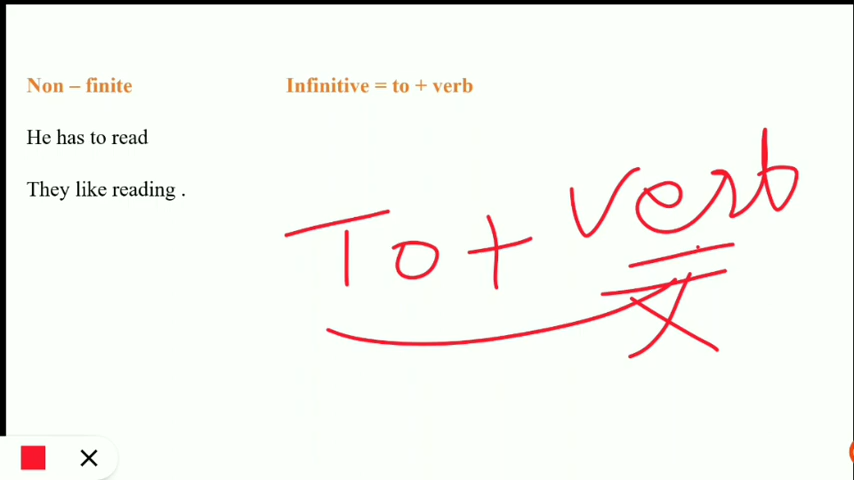 Non – finite
Infinitive = to + verb
He has to read
They like reading .
To + verb